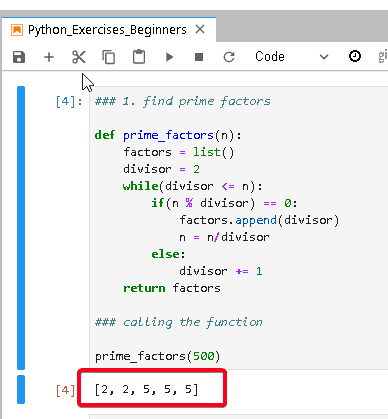 Python_Exercises_Beginners
Code
[4]:
### 1. find prime factors
def prime_factors(n):
    factors = list()
    divisor = 2
    while(divisor <= n):
        if(n % divisor) == 0:
            factors.append(divisor)
            n = n/divisor
        else:
            divisor += 1
    return factors
### calling the function
prime_factors(500)
[4] [2, 2, 5, 5, 5]